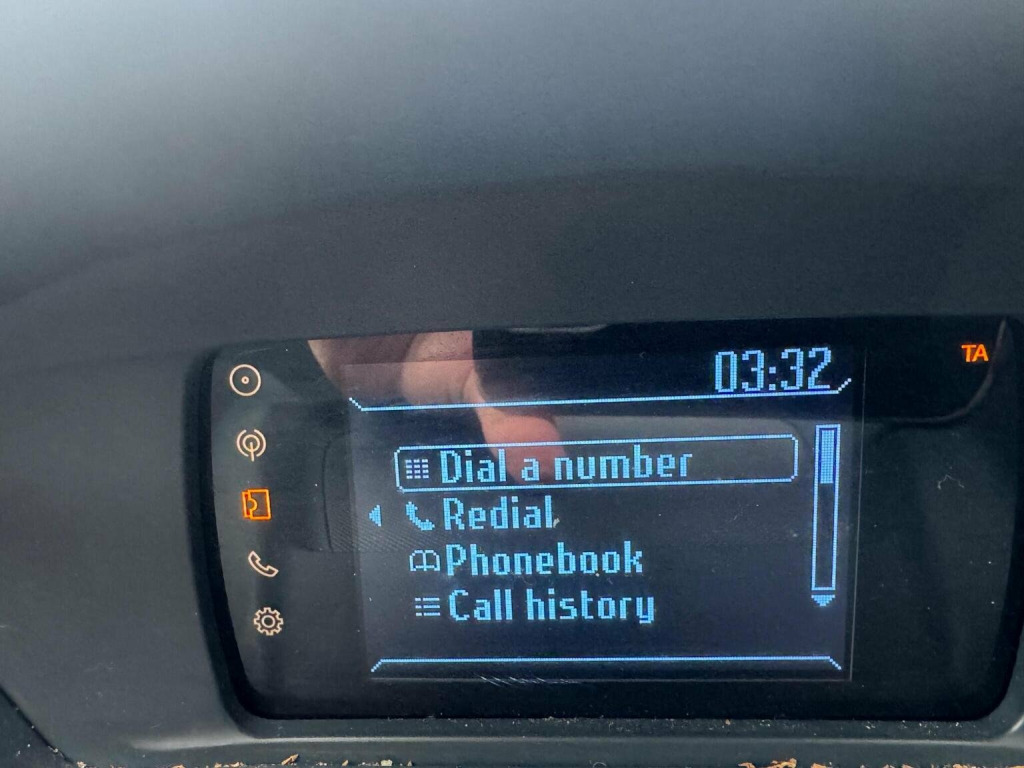 03:32
TA
Dial a number
Redial
Phonebook
Call history